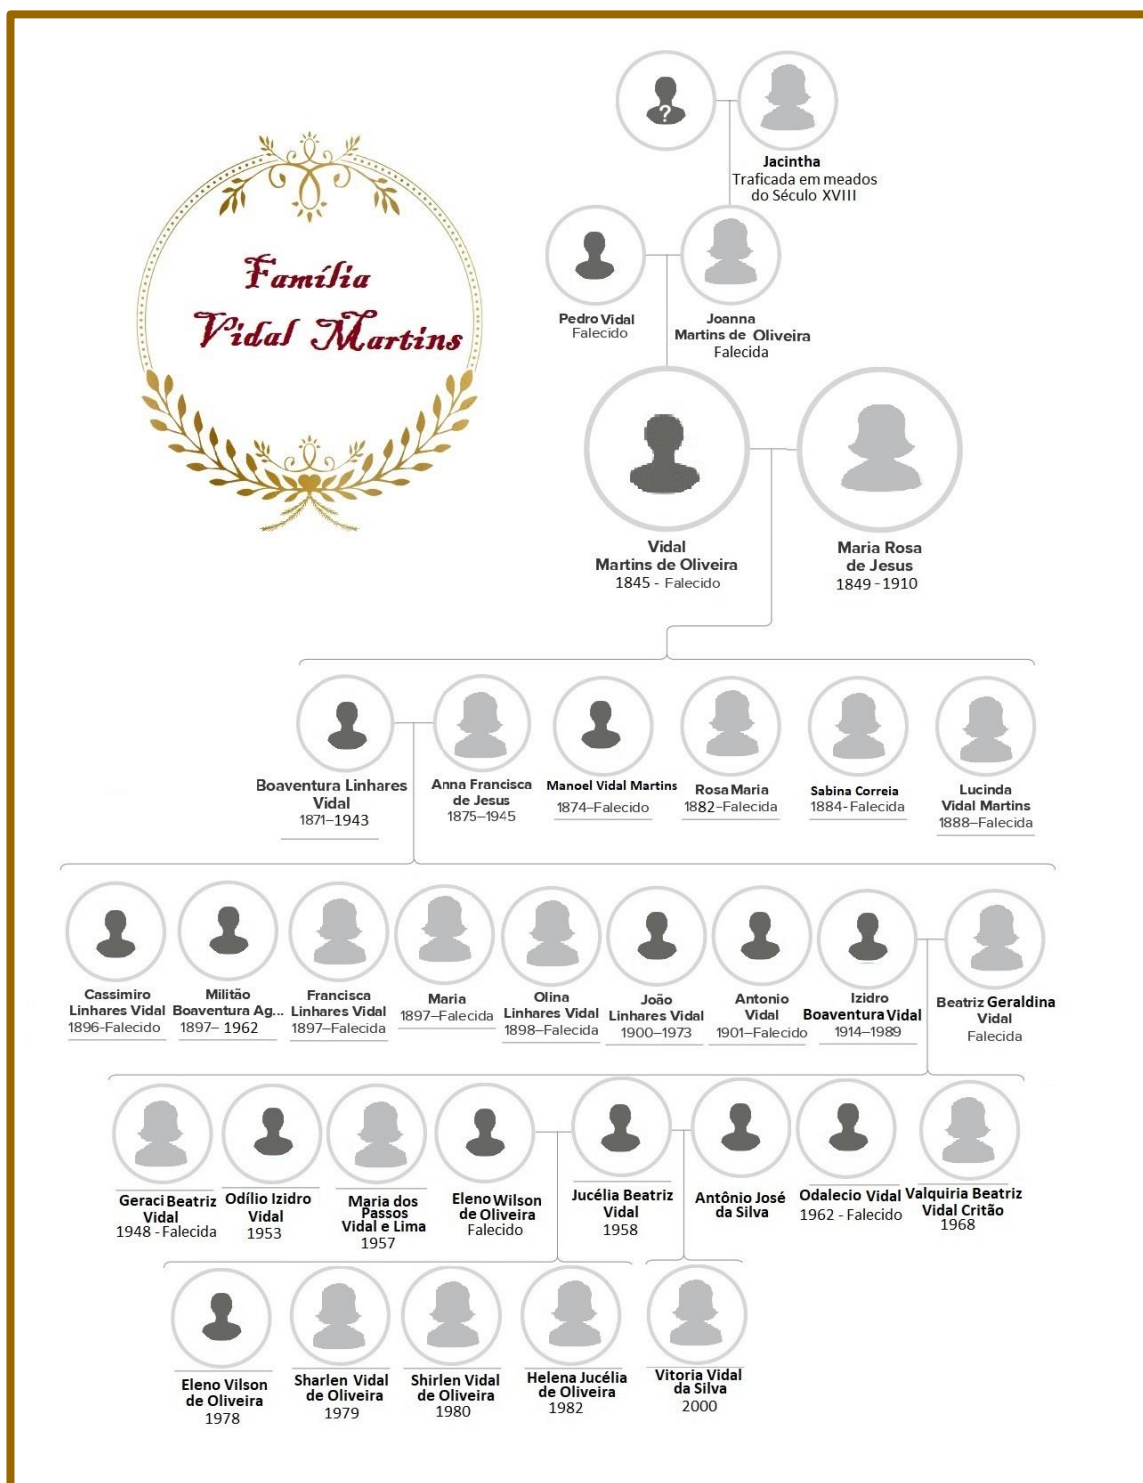 Família
Vidal Martins
?
Jacintha
Traficada em meados
do Século XVIII
Pedro Vidal
Falecido
Joanna
Martins de Oliveira
Falecida
Vidal
Martins de Oliveira
1845 - Falecido
Maria Rosa
de Jesus
1849 - 1910
Boaventura Linhares
Vidal
1871–1943
Anna Francisca
de Jesus
1875–1945
Manoel Vidal Martins
1874–Falecido
Rosa Maria
1882–Falecida
Sabina Correia
1884- Falecida
Lucinda
Vidal Martins
1888–Falecida
Cassimiro
Linhares Vidal
1896-Falecido
Militão
Boaventura Ag...
1897– 1962
Francisca
Linhares Vidal
1897–Falecida
Maria
1897–Falecida
Olina
Linhares Vidal
1898–Falecida
João
Linhares Vidal
1900–1973
Antonio
Vidal
1901–Falecido
Izidro
Boaventura Vidal
1914–1989
Beatriz Geraldina
Vidal
Falecida
Geraci Beatriz
Vidal
1948 - Falecida
Odílio Izidro
Vidal
1953
Maria dos
Passos
Vidal e Lima
1957
Eleno Wilson
de Oliveira
Falecido
Jucélia Beatriz
Vidal
1958
Antônio José
da Silva
Odalecio Vidal
1962 - Falecido
Valquiria Beatriz
Vidal Critão
1968
Eleno Vilson
de Oliveira
1978
Sharlen Vidal
de Oliveira
1979
Shirlen Vidal
de Oliveira
1980
Helena Jucélia
de Oliveira
1982
Vitoria Vidal
da Silva
2000